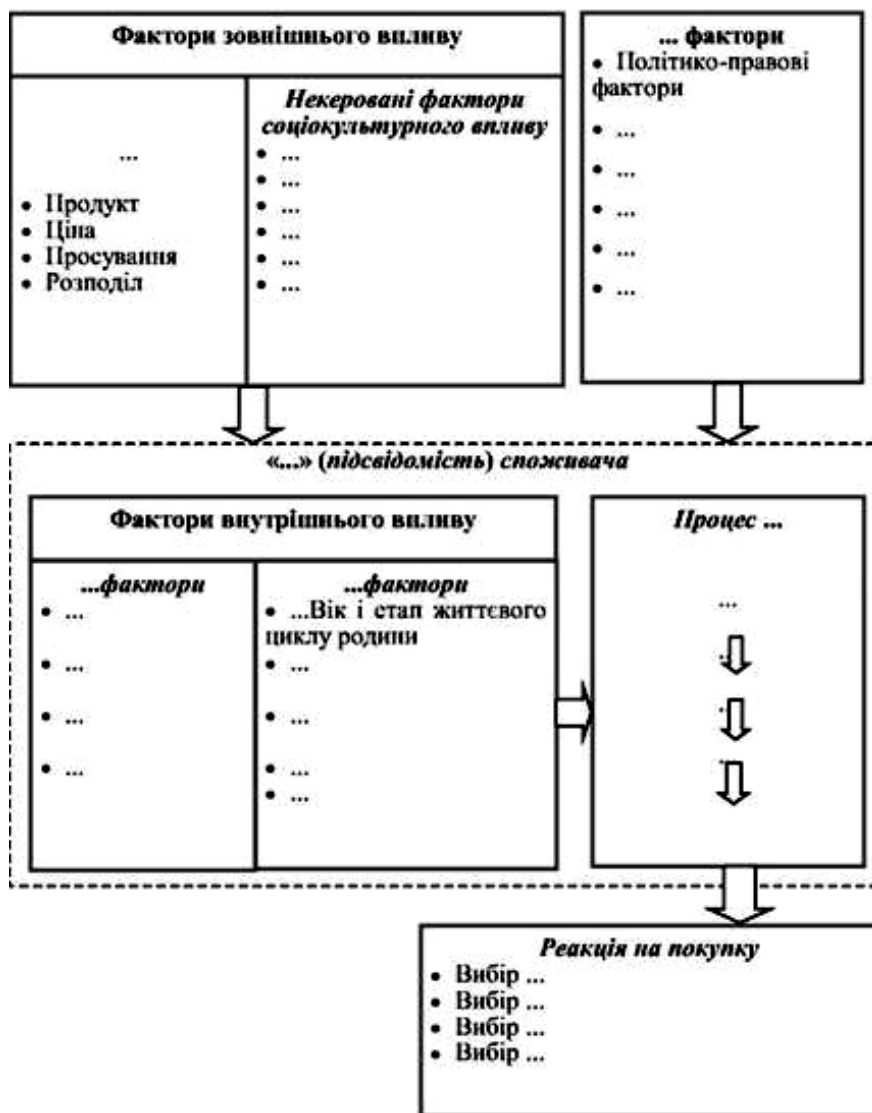 Фактори зовнішнього впливу
...
• Продукт
• Ціна
• Просування
• Розподіл
Некеровані фактори
соціокультурного впливу
• ...
• ...
• ...
• ...
• ...
• ...
... фактори
• Політико-правові
фактори
• ...
• ...
• ...
• ...
• ...
«...» (підсвідомість) споживача
Фактори внутрішнього впливу
...фактори
• ...
• ...
• ...
• ...
...фактори
• ...Вік і етап життєвого
циклу родини
• ...
• ...
• ...
• ...
Процес ...
...
...
...
...
Реакція на покупку
• Вибір ...
• Вибір ...
• Вибір ...
• Вибір ...